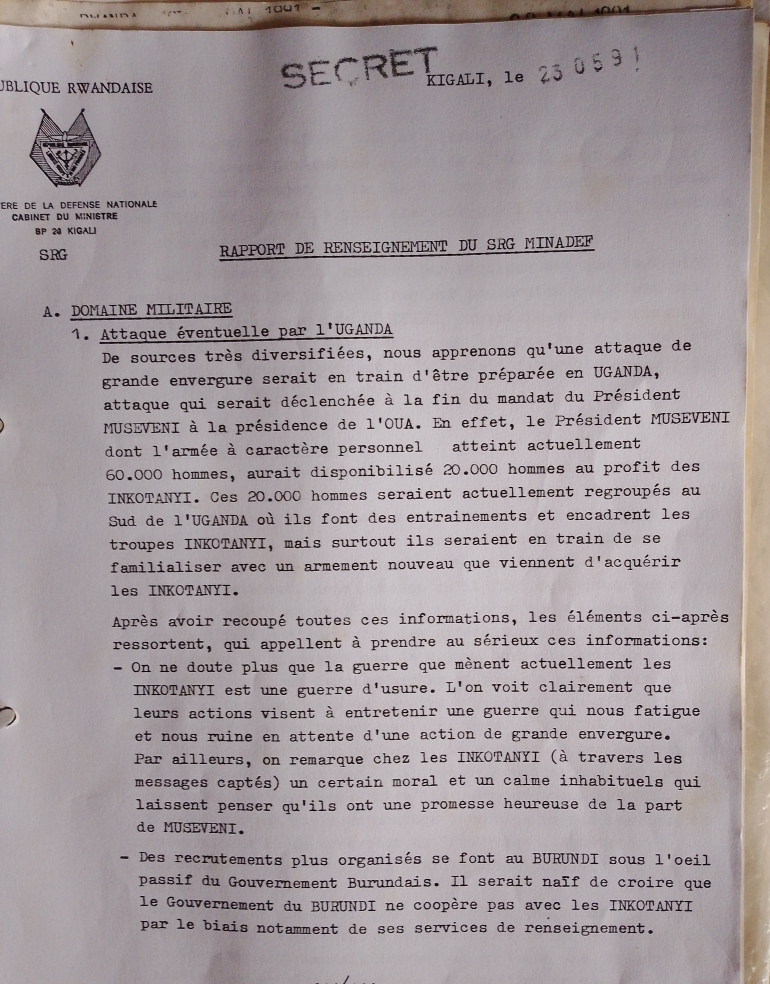 MAI 1991
SECRET
KIGALI, le 23 05 91
UBLIQUE RWANDAISE
ERE DE LA DEFENSE NATIONALE
CABINET DU MINISTRE
BP 23 KIGALI
SRG
RAPPORT DE RENSEIGNEMENT DU SRG MINADEF
A. DOMAINE MILITAIRE
1. Attaque éventuelle par l'UGANDA
De sources très diversifiées, nous apprenons qu'une attaque de
grande envergure serait en train d'être préparée en UGANDA,
attaque qui serait déclenchée à la fin du mandat du Président
MUSEVENI à la présidence de l'OUA. En effet, le Président MUSEVENI
dont l'armée à caractère personnel atteint actuellement
60.000 hommes, aurait disponibilisé 20.000 hommes au profit des
INKOTANYI. Ces 20.000 hommes seraient actuellement regroupés au
Sud de l'UGANDA où ils font des entrainements et encadrent les
troupes INKOTANYI, mais surtout ils seraient en train de se
familialiser avec un armement nouveau que viennent d'acquérir
les INKOTANYI.
Après avoir recoupé toutes ces informations, les éléments ci-après
ressortent, qui appellent à prendre au sérieux ces informations:
- On ne doute plus que la guerre que mènent actuellement les
INKOTANYI est une guerre d'usure. L'on voit clairement que
leurs actions visent à entretenir une guerre qui nous fatigue
et nous ruine en attente d'une action de grande envergure.
Par ailleurs, on remarque chez les INKOTANYI (à travers les
messages captés) un certain moral et un calme inhabituels qui
laissent penser qu'ils ont une promesse heureuse de la part
de MUSEVENI.
- Des recrutements plus organisés se font au BURUNDI sous l'oeil
passif du Gouvernement Burundais. Il serait naïf de croire que
le Gouvernement du BURUNDI ne coopère pas avec les INKOTANYI
par le biais notamment de ses services de renseignement.